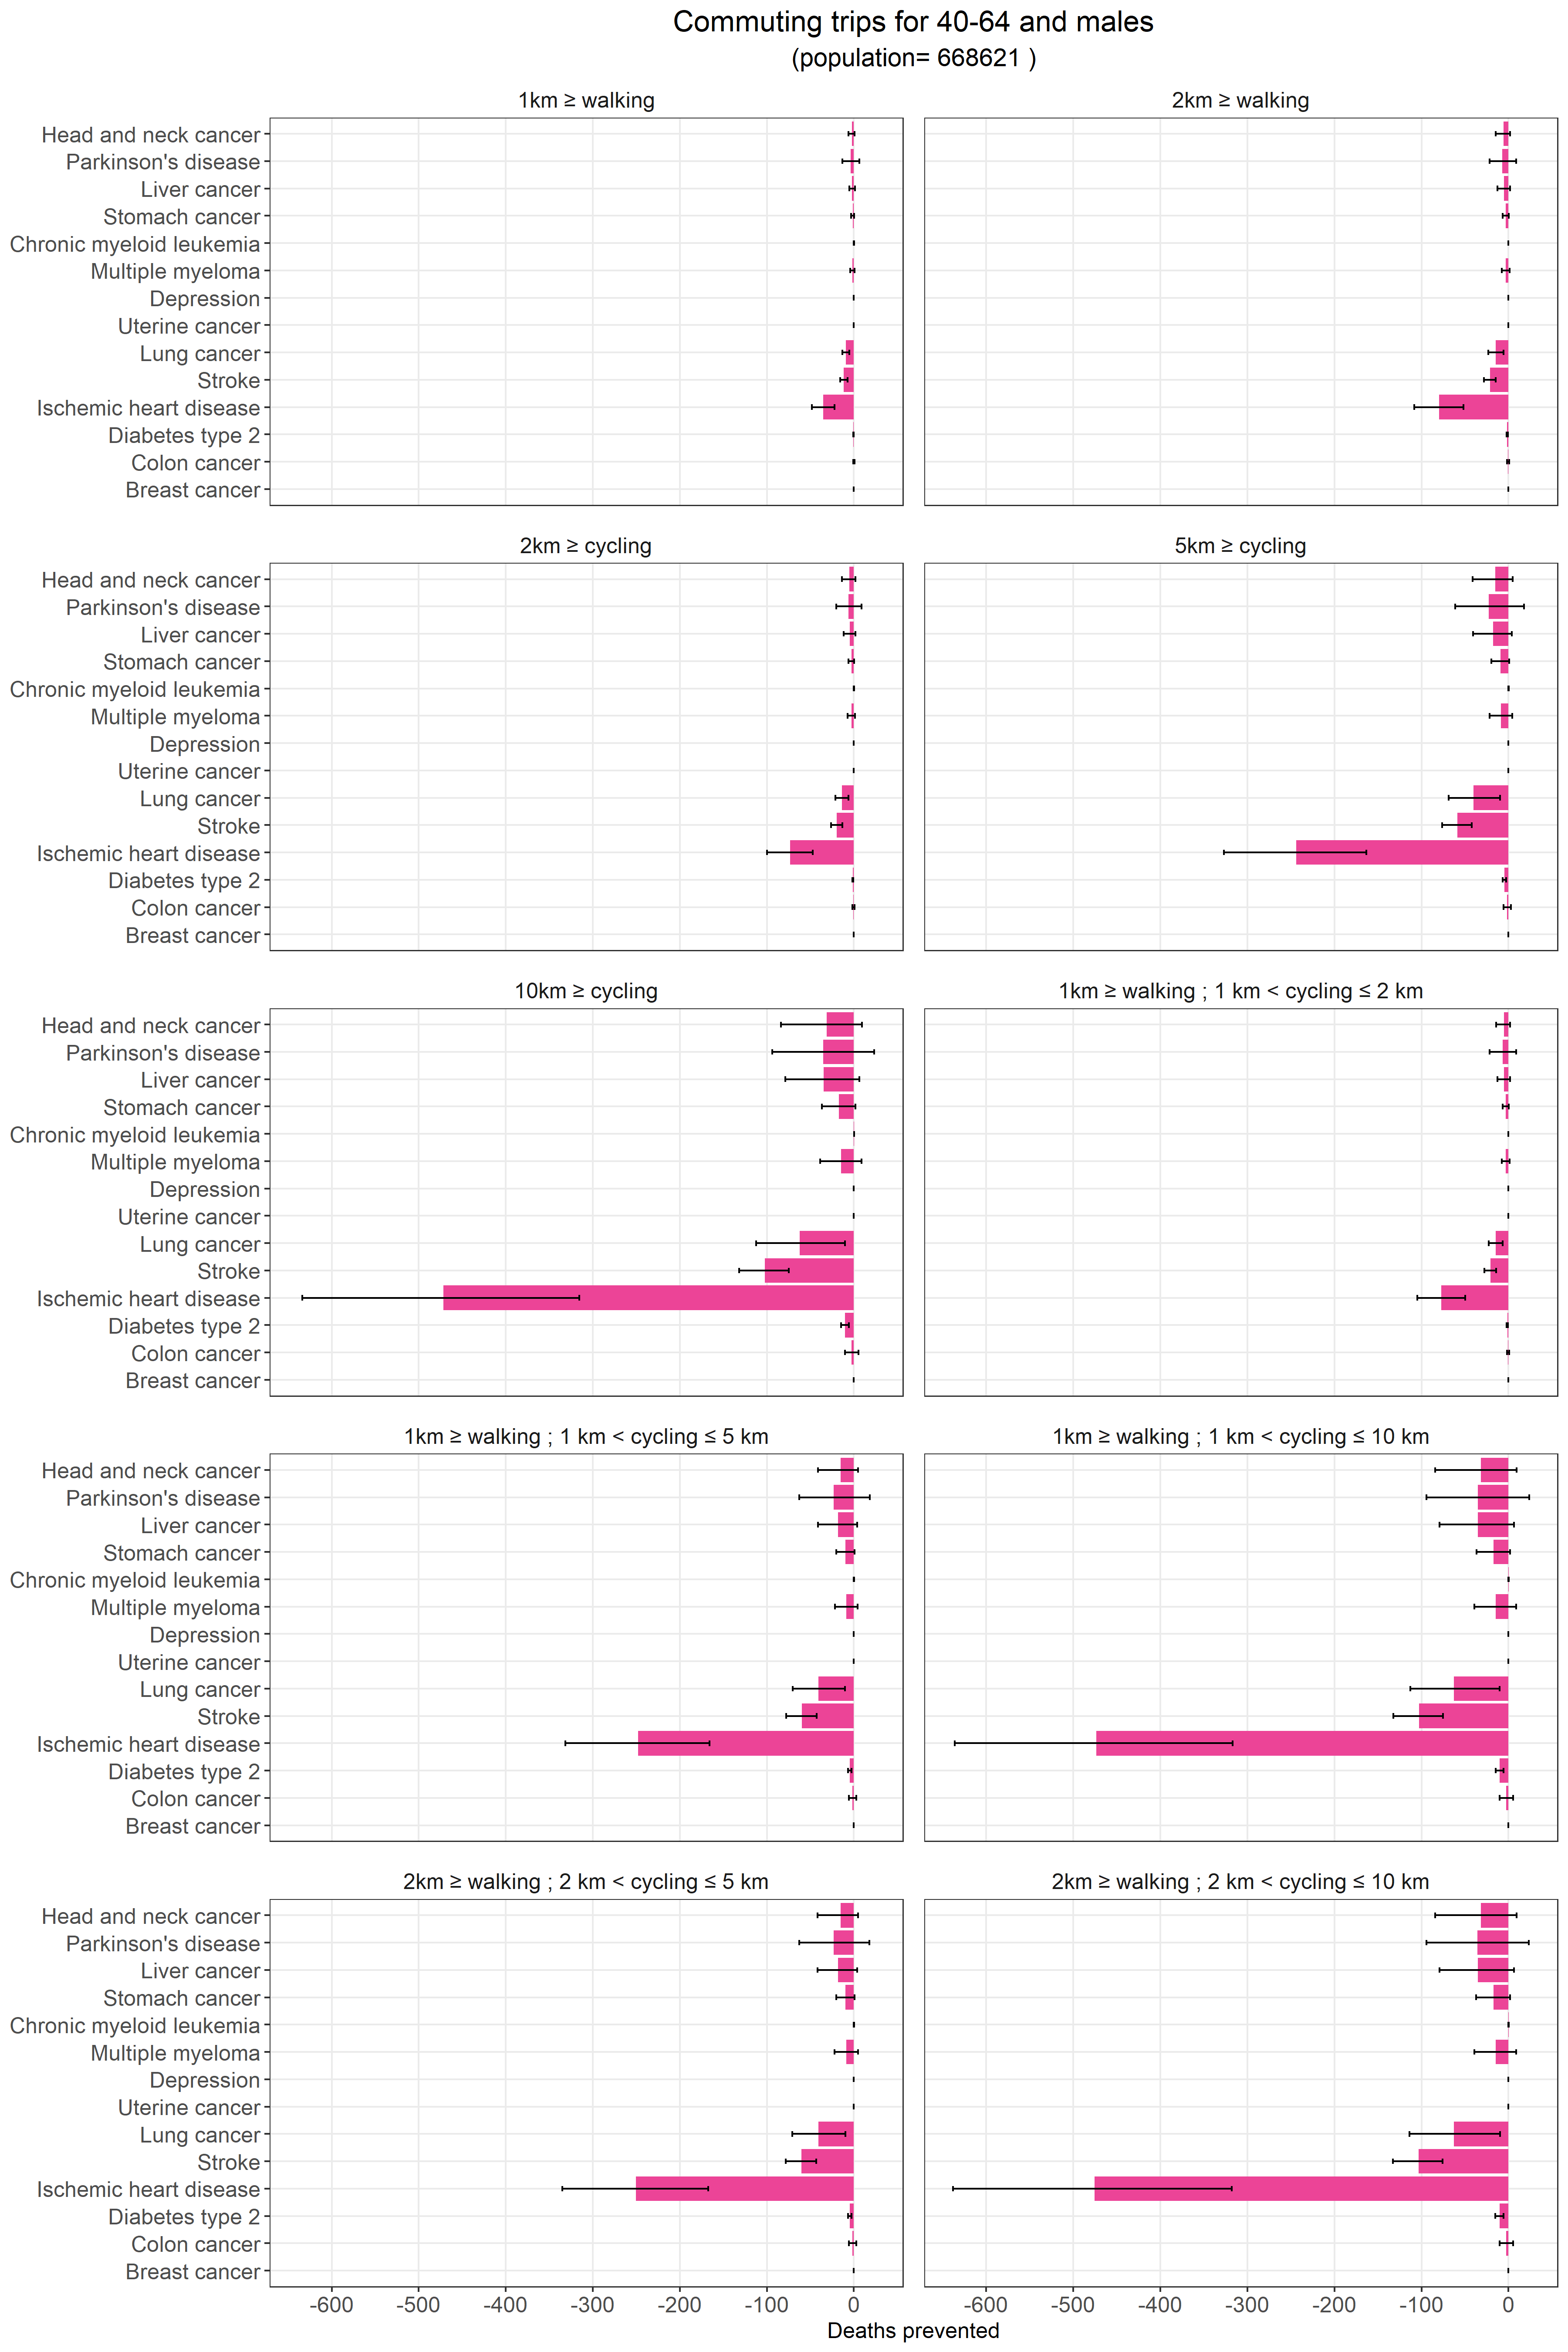 Commuting trips for 40-64 and males
(population= 668621 )
1km ≥ walking
2km ≥ walking
Head and neck cancer
Parkinson's disease
Liver cancer
Stomach cancer
Chronic myeloid leukemia
Multiple myeloma
Depression
Uterine cancer
Lung cancer
Stroke
Ischemic heart disease
Diabetes type 2
Colon cancer
Breast cancer
2km ≥ cycling
5km ≥ cycling
Head and neck cancer
Parkinson's disease
Liver cancer
Stomach cancer
Chronic myeloid leukemia
Multiple myeloma
Depression
Uterine cancer
Lung cancer
Stroke
Ischemic heart disease
Diabetes type 2
Colon cancer
Breast cancer
10km ≥ cycling
1km ≥ walking ; 1 km < cycling ≤ 2 km
Head and neck cancer
Parkinson's disease
Liver cancer
Stomach cancer
Chronic myeloid leukemia
Multiple myeloma
Depression
Uterine cancer
Lung cancer
Stroke
Ischemic heart disease
Diabetes type 2
Colon cancer
Breast cancer
1km ≥ walking ; 1 km < cycling ≤ 5 km
1km ≥ walking ; 1 km < cycling ≤ 10 km
Head and neck cancer
Parkinson's disease
Liver cancer
Stomach cancer
Chronic myeloid leukemia
Multiple myeloma
Depression
Uterine cancer
Lung cancer
Stroke
Ischemic heart disease
Diabetes type 2
Colon cancer
Breast cancer
2km ≥ walking ; 2 km < cycling ≤ 5 km
2km ≥ walking ; 2 km < cycling ≤ 10 km
Head and neck cancer
Parkinson's disease
Liver cancer
Stomach cancer
Chronic myeloid leukemia
Multiple myeloma
Depression
Uterine cancer
Lung cancer
Stroke
Ischemic heart disease
Diabetes type 2
Colon cancer
Breast cancer
-600 -500 -400 -300 -200 -100 0
-600 -500 -400 -300 -200 -100 0
Deaths prevented